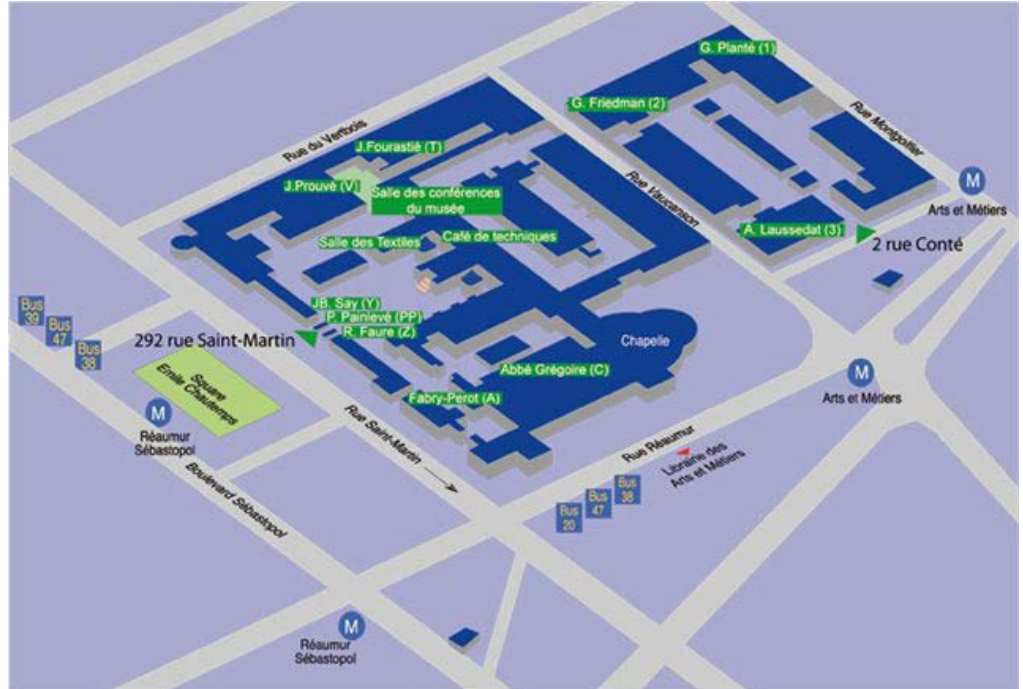 G. Planté (1)
G. Friedman (2)
Rue Montgolfier
Rue du Vertbois
J.Fourastié (T)
J.Prouvé (V)
Salle des conférences
du musée
Rue Vaucanson
M
Arts et Métiers
A. Laussedat (3)
2 rue Conté
Salle des Textiles
Café de techniques
JB. Say (Y)
P. Painlevé (PP)
R. Faure (Z)
292 rue Saint-Martin
Bus
39
Bus
47
Bus
38
Chapelle
Abbé Grégoire (C)
Square
Emile Chautemps
M
Réaumur
Sébastopol
M
Arts et Métiers
Fabry-Perot (A)
Rue Saint-Martin
Rue Réaumur
Librairie des
Arts et Métiers
Boulevard Sébastopol
Bus
20
Bus
47
Bus
38
M
Réaumur
Sébastopol